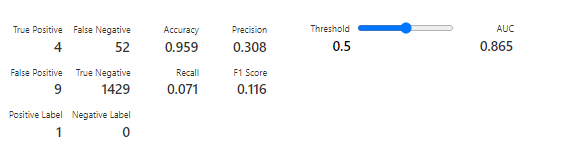 True Positive False Negative Accuracy Precision Threshold AUC
4 52 0.959 0.308 0.5 0.865
False Positive True Negative Recall F1 Score
9 1429 0.071 0.116
Positive Label Negative Label
1 0